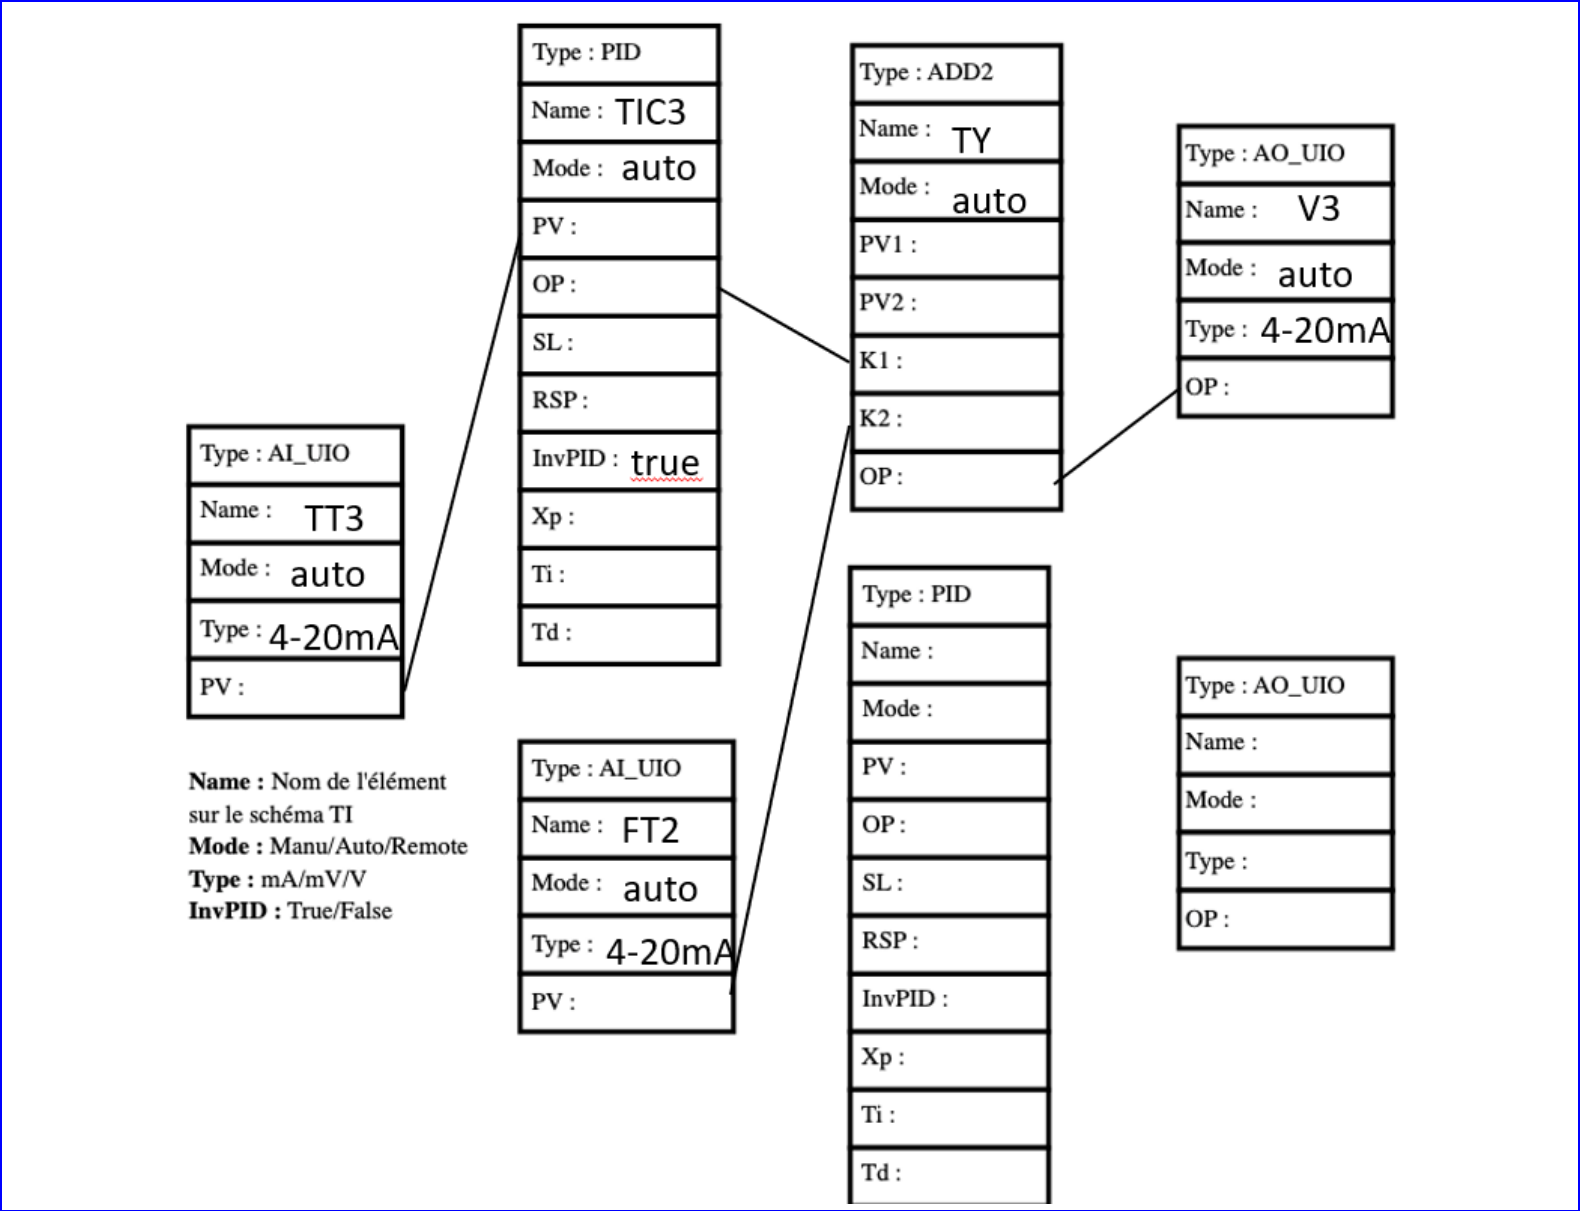 Type : PID
Name : TIC3
Mode : auto
PV :
OP :
SL :
RSP :
InvPID : true
Xp :
Ti :
Td :
Type : ADD2
Name : TY
Mode : auto
PV1 :
PV2 :
K1 :
K2 :
OP :
Type : AO_UIO
Name : V3
Mode : auto
Type : 4-20mA
OP :
Type : AI_UIO
Name : TT3
Mode : auto
Type : 4-20mA
PV :
Name : Nom de l'élément
sur le schéma TI
Mode : Manu/Auto/Remote
Type : mA/mV/V
InvPID : True/False
Type : AI_UIO
Name : FT2
Mode : auto
Type : 4-20mA
PV :
Type : PID
Name :
Mode :
PV :
OP :
SL :
RSP :
InvPID :
Xp :
Ti :
Td :
Type : AO_UIO
Name :
Mode :
Type :
OP :